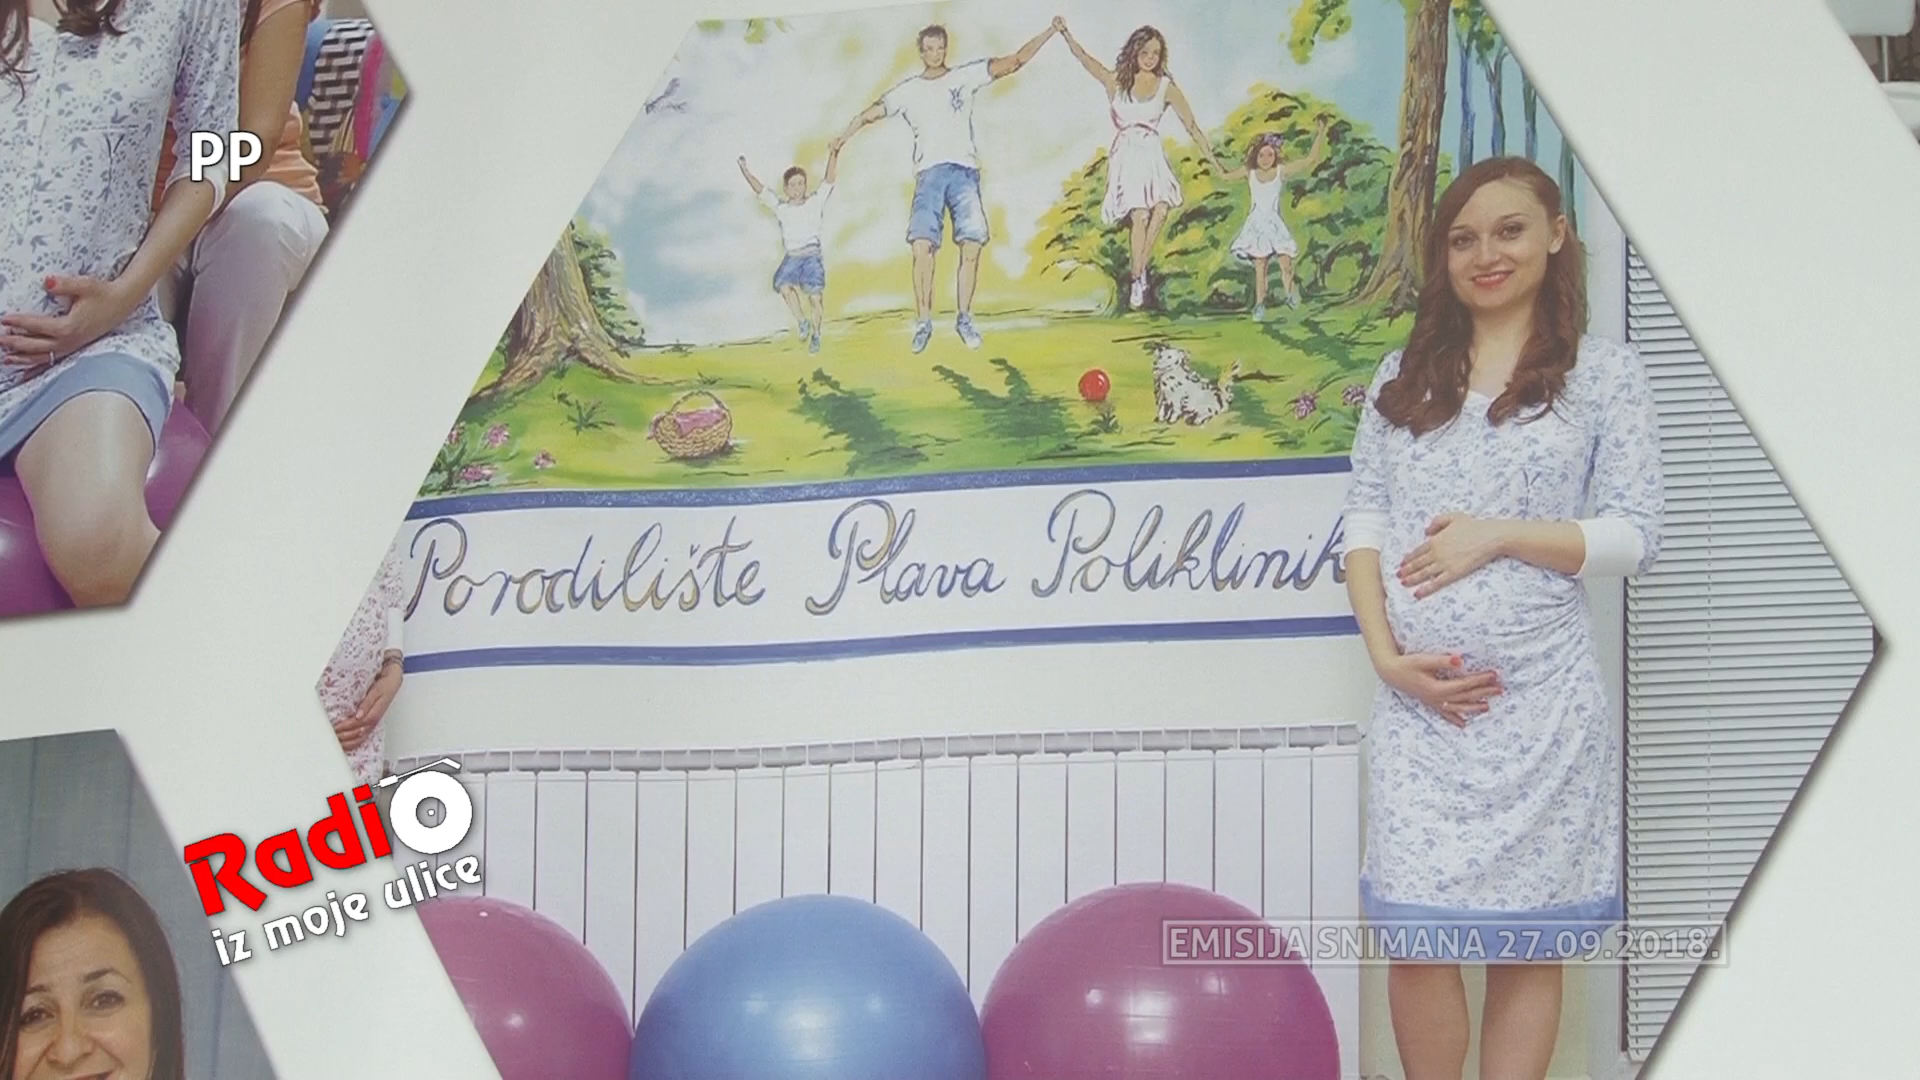 PP
Porodilište Plava Poliklinik
Radio
iz moje ulice
EMISIJA SNIMANA 27.09.2018.